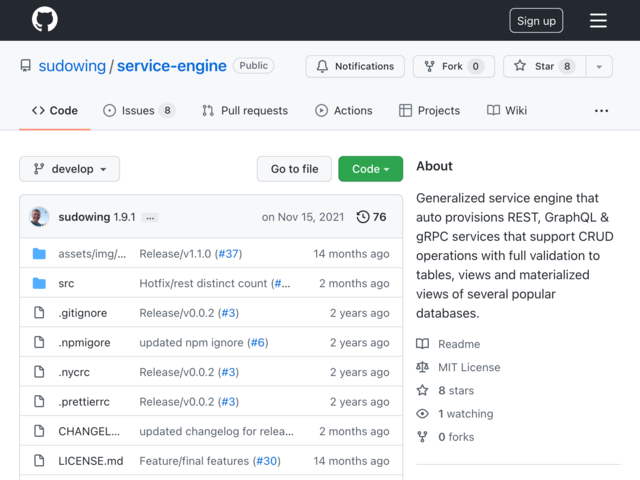 Sign up
sudowing / service-engine Public
Notifications Fork 0 Star 8
Code Issues 8 Pull requests Actions Projects Wiki ...
develop Go to file Code
sudowing 1.9.1 ... on Nov 15, 2021 76
assets/img/... Release/v1.1.0 (#37) 14 months ago
src Hotfix/rest distinct count (#... 2 months ago
.gitignore Release/v0.0.2 (#3) 2 years ago
.npmigore updated npm ignore (#6) 2 years ago
.nycrc Release/v0.0.2 (#3) 2 years ago
.prettierrc Release/v0.0.2 (#3) 2 years ago
CHANGEL... updated changelog for relea... 2 months ago
LICENSE.md Feature/final features (#30) 14 months ago
About
Generalized service engine that
auto provisions REST, GraphQL &
gRPC services that support CRUD
operations with full validation to
tables, views and materialized
views of several popular
databases.
Readme
MIT License
8 stars
1 watching
0 forks